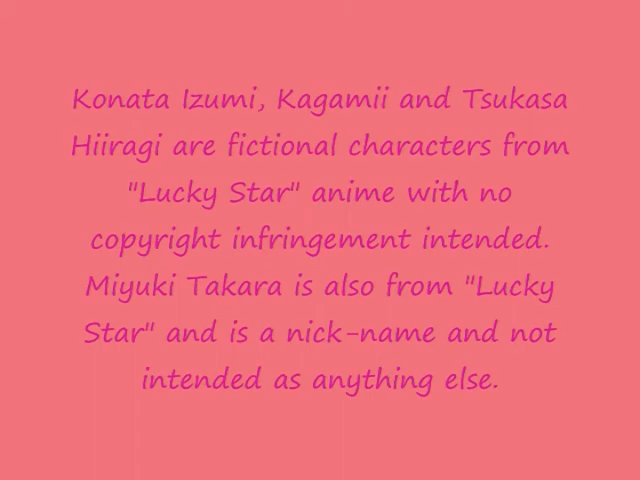 Konata Izumi, Kagamii and Tsukasa
Hiiragi are fictional characters from
"Lucky Star" anime with no
copyright infringement intended.
Miyuki Takara is also from "Lucky
Star" and is a nick-name and not
intended as anything else.